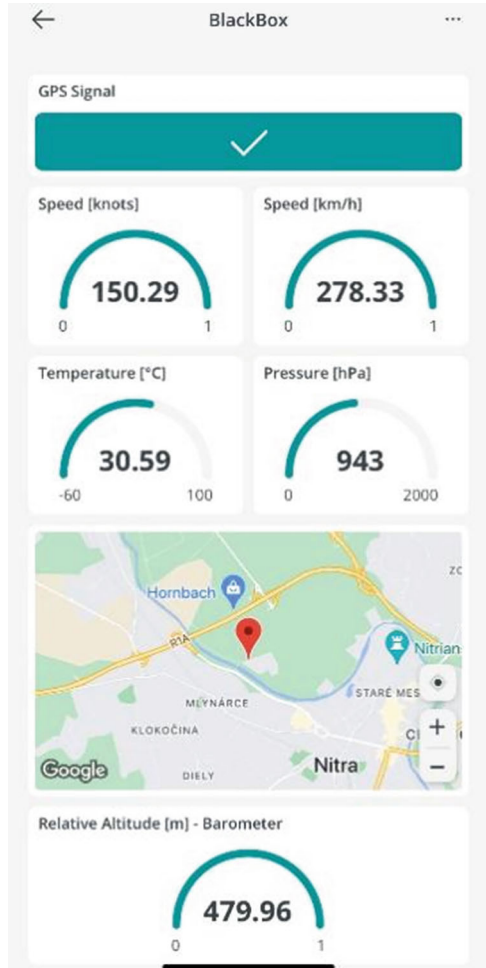 BlackBox
GPS Signal
Speed [knots]
150.29
0 1
Speed [km/h]
278.33
0 1
Temperature [°C]
30.59
-60 100
Pressure [hPa]
943
0 2000
Hornbach
R1A
ZO
Nitrian
STARÉ MES
MLYNÁRCE
KLOKOČINA
Nitra
DIELY
Google
Relative Altitude [m] - Barometer
479.96
0 1